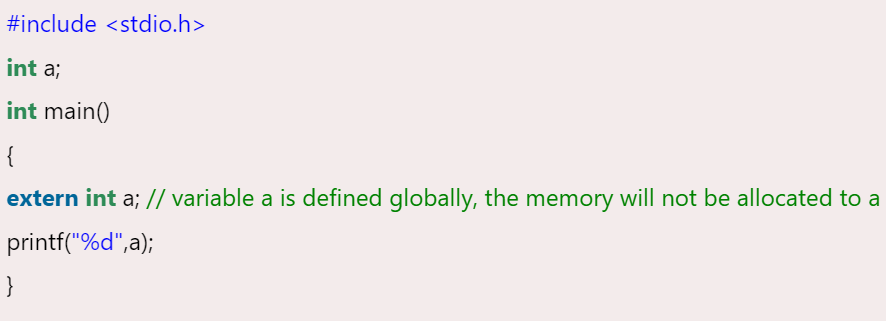 #include <stdio.h>
int a;
int main()
{
extern int a; // variable a is defined globally, the memory will not be allocated to a
printf("%d",a);
}